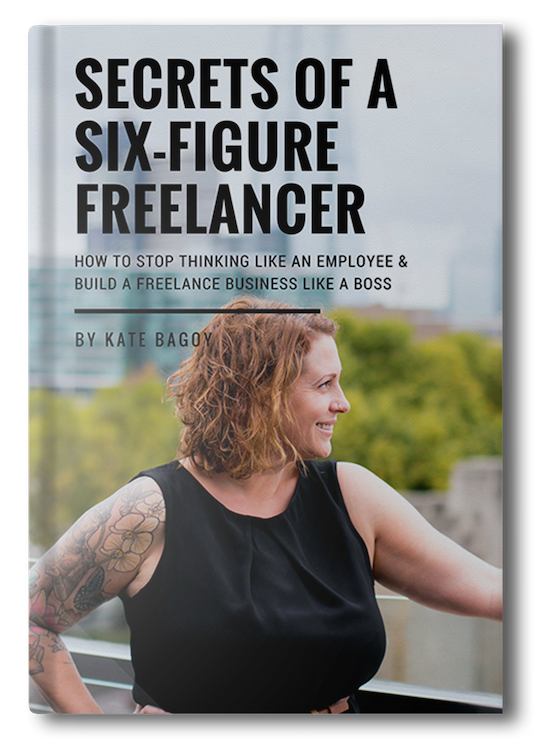 SECRETS OF A
SIX-FIGURE
FREELANCER
HOW TO STOP THINKING LIKE AN EMPLOYEE &
BUILD A FREELANCE BUSINESS LIKE A BOSS
BY KATE BAGOY